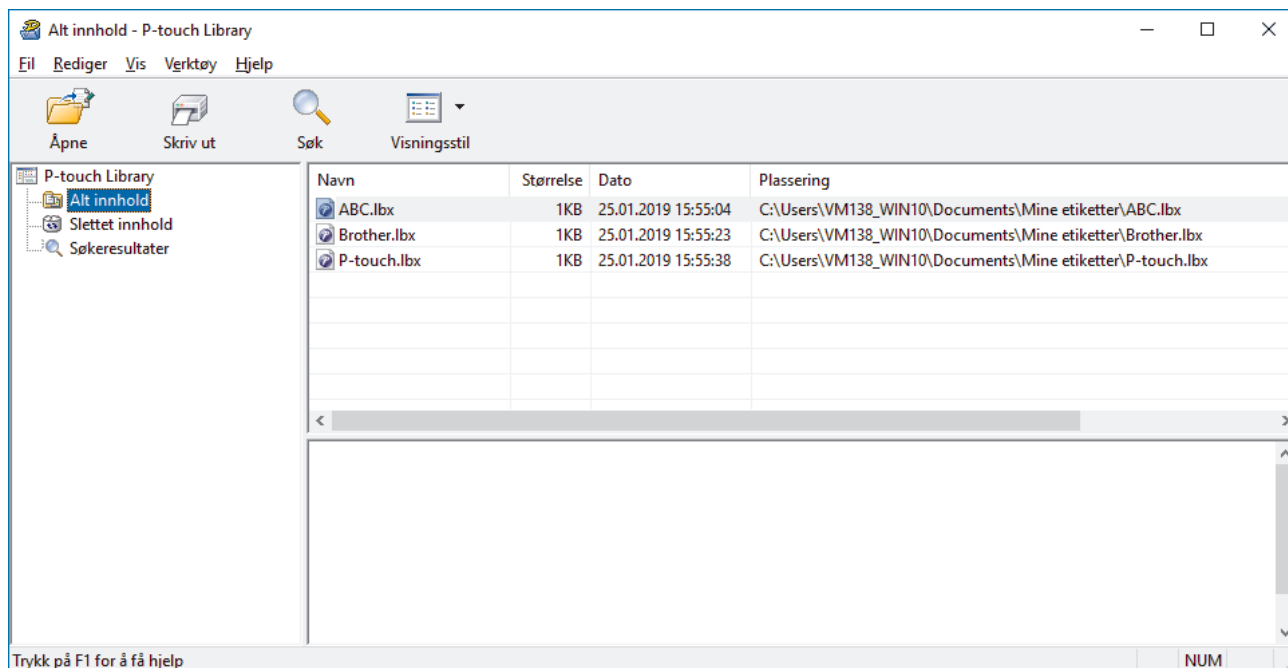 Alt innhold - P-touch Library
Fil Rediger Vis Verktøy Hjelp
Åpne Skriv ut Søk Visningsstil
P-touch Library
Alt innhold
Slettet innhold
Søkeresultater
Navn Størrelse Dato Plassering
ABC.lbx 1KB 25.01.2019 15:55:04 C:\Users\VM138_WIN10\Documents\Mine etiketter\ABC.lbx
Brother.lbx 1KB 25.01.2019 15:55:23 C:\Users\VM138_WIN10\Documents\Mine etiketter\Brother.lbx
P-touch.lbx 1KB 25.01.2019 15:55:38 C:\Users\VM138_WIN10\Documents\Mine etiketter\P-touch.lbx
Trykk på F1 for å få hjelp NUM